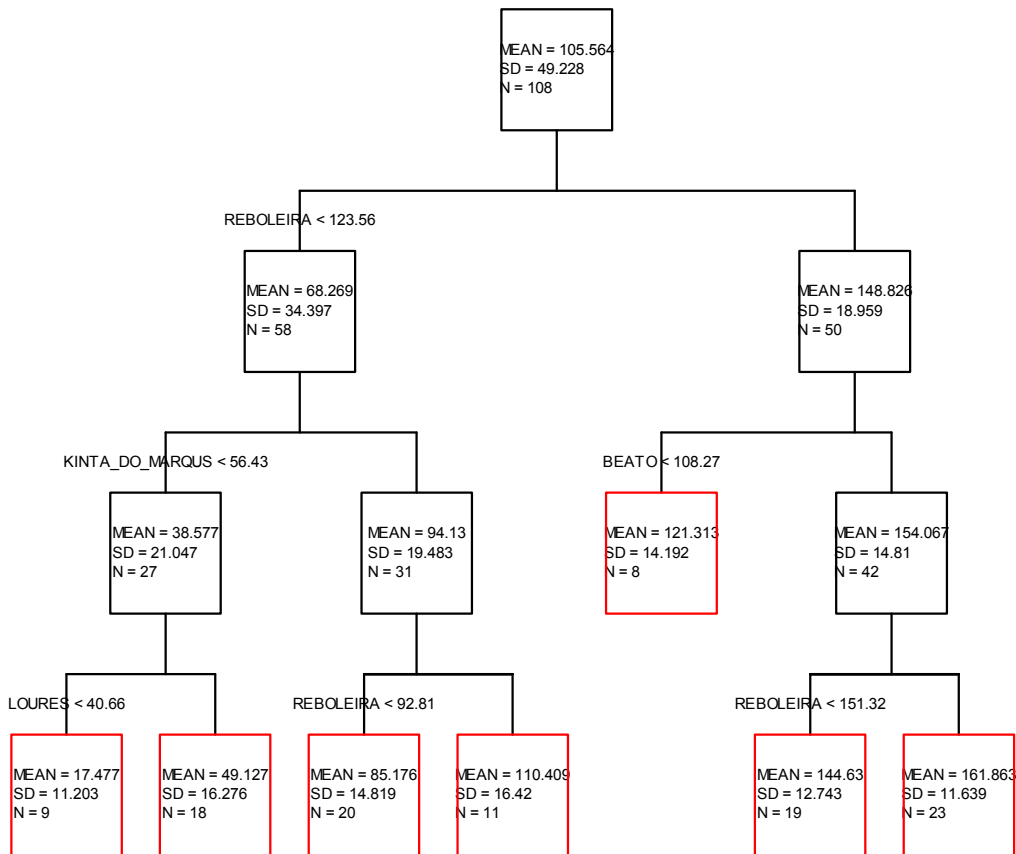 MEAN = 105.564
SD = 49.228
N = 108
REBOLEIRA < 123.56
MEAN = 68.269
SD = 34.397
N = 58
MEAN = 148.826
SD = 18.959
N = 50
KINTA_DO_MARQUS < 56.43
BEATO < 108.27
MEAN = 38.577
SD = 21.047
N = 27
MEAN = 94.13
SD = 19.483
N = 31
MEAN = 121.313
SD = 14.192
N = 8
MEAN = 154.067
SD = 14.81
N = 42
LOURES < 40.66
REBOLEIRA < 92.81
REBOLEIRA < 151.32
MEAN = 17.477
SD = 11.203
N = 9
MEAN = 49.127
SD = 16.276
N = 18
MEAN = 85.176
SD = 14.819
N = 20
MEAN = 110.409
SD = 16.42
N = 11
MEAN = 144.63
SD = 12.743
N = 19
MEAN = 161.863
SD = 11.639
N = 23